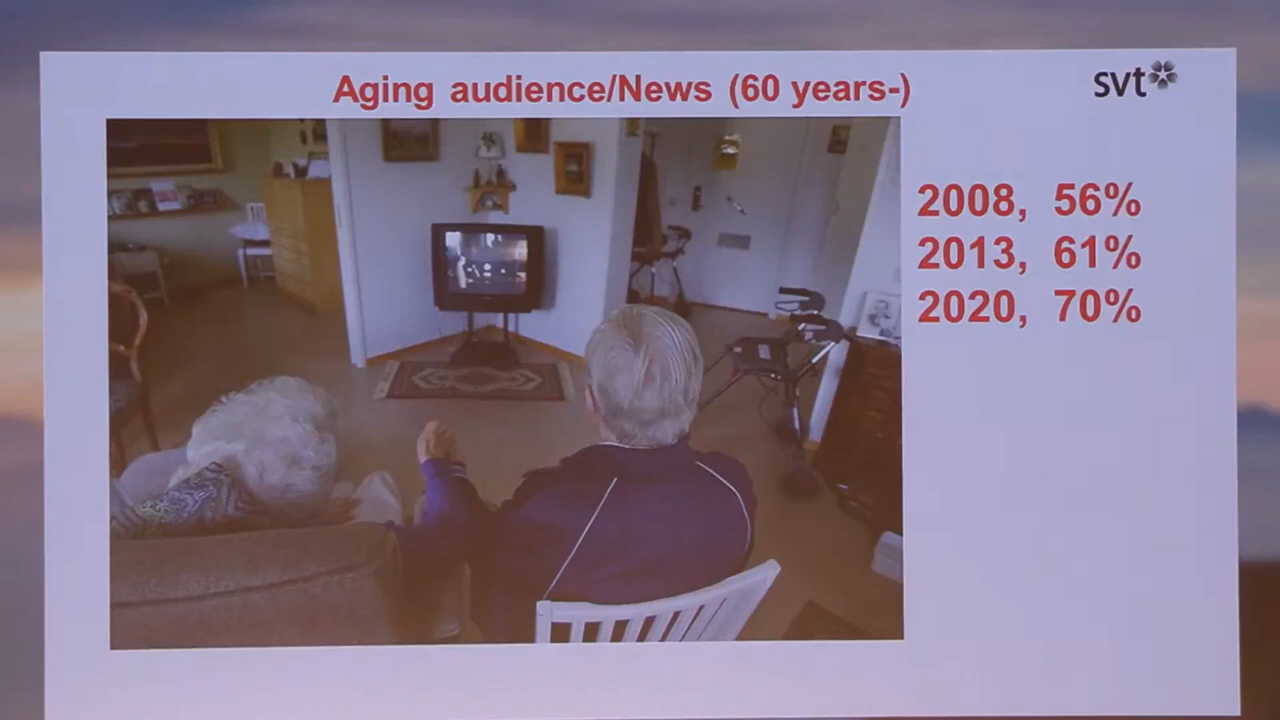 Aging audience/News (60 years-)
svt
2008, 56%
2013, 61%
2020, 70%